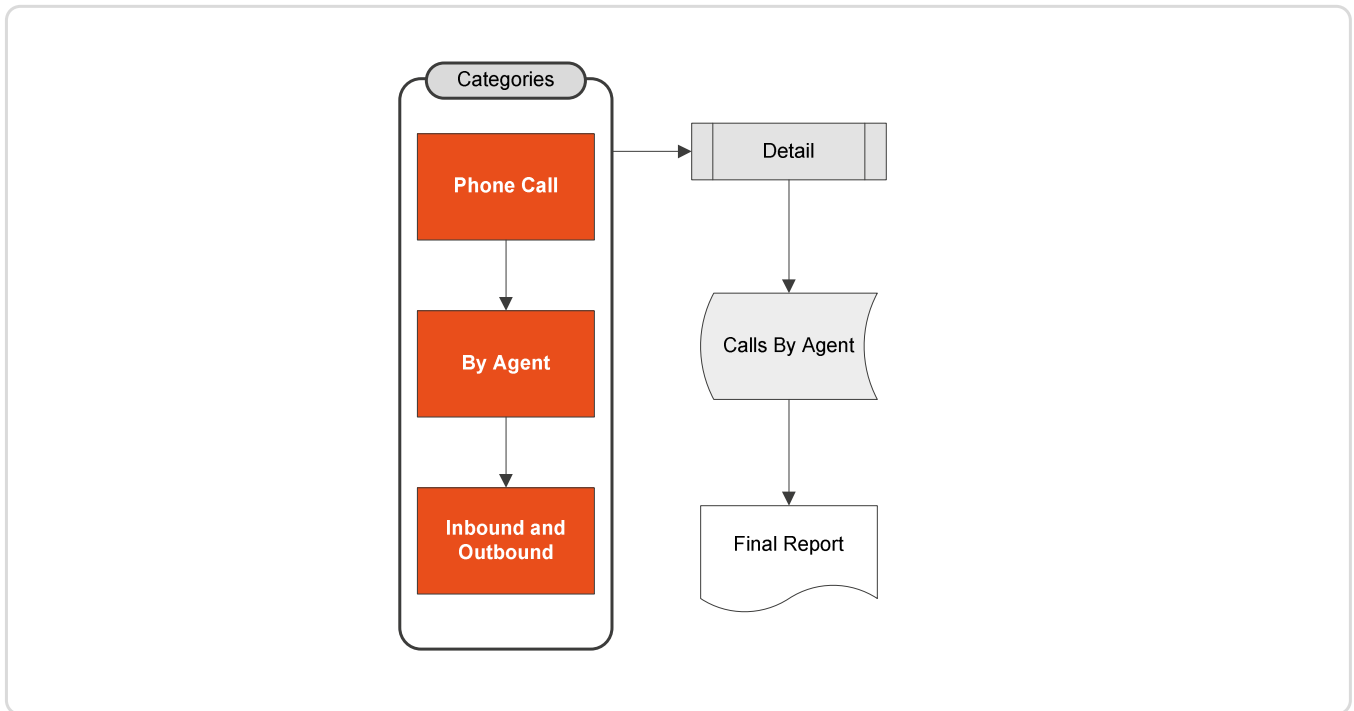 Categories
Phone Call
By Agent
Inbound and
Outbound
Detail
Calls By Agent
Final Report